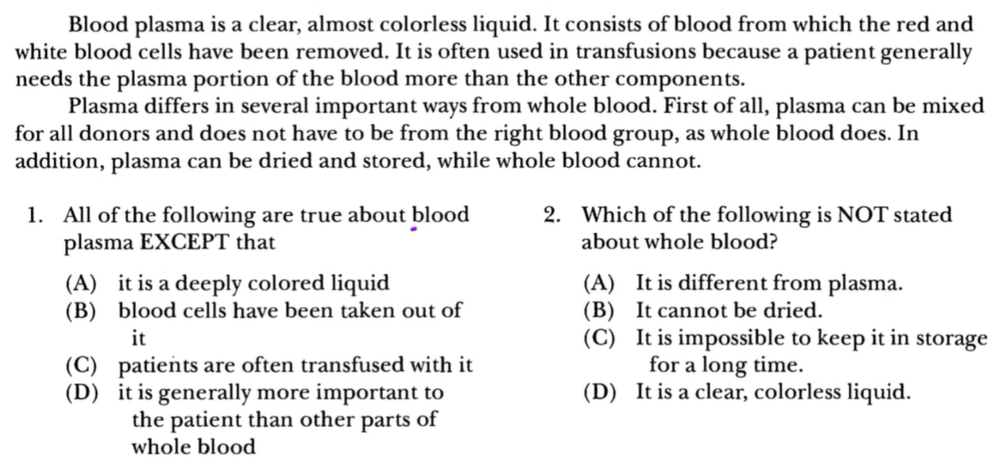 Blood plasma is a clear, almost colorless liquid. It consists of blood from which the red and
white blood cells have been removed. It is often used in transfusions because a patient generally
needs the plasma portion of the blood more than the other components.
Plasma differs in several important ways from whole blood. First of all, plasma can be mixed
for all donors and does not have to be from the right blood group, as whole blood does. In
addition, plasma can be dried and stored, while whole blood cannot.
1. All of the following are true about blood
plasma EXCEPT that
(A) it is a deeply colored liquid
(B) blood cells have been taken out of
it
(C) patients are often transfused with it
(D) it is generally more important to
the patient than other parts of
whole blood
2. Which of the following is NOT stated
about whole blood?
(A) It is different from plasma.
(B) It cannot be dried.
(C) It is impossible to keep it in storage
for a long time.
(D) It is a clear, colorless liquid.